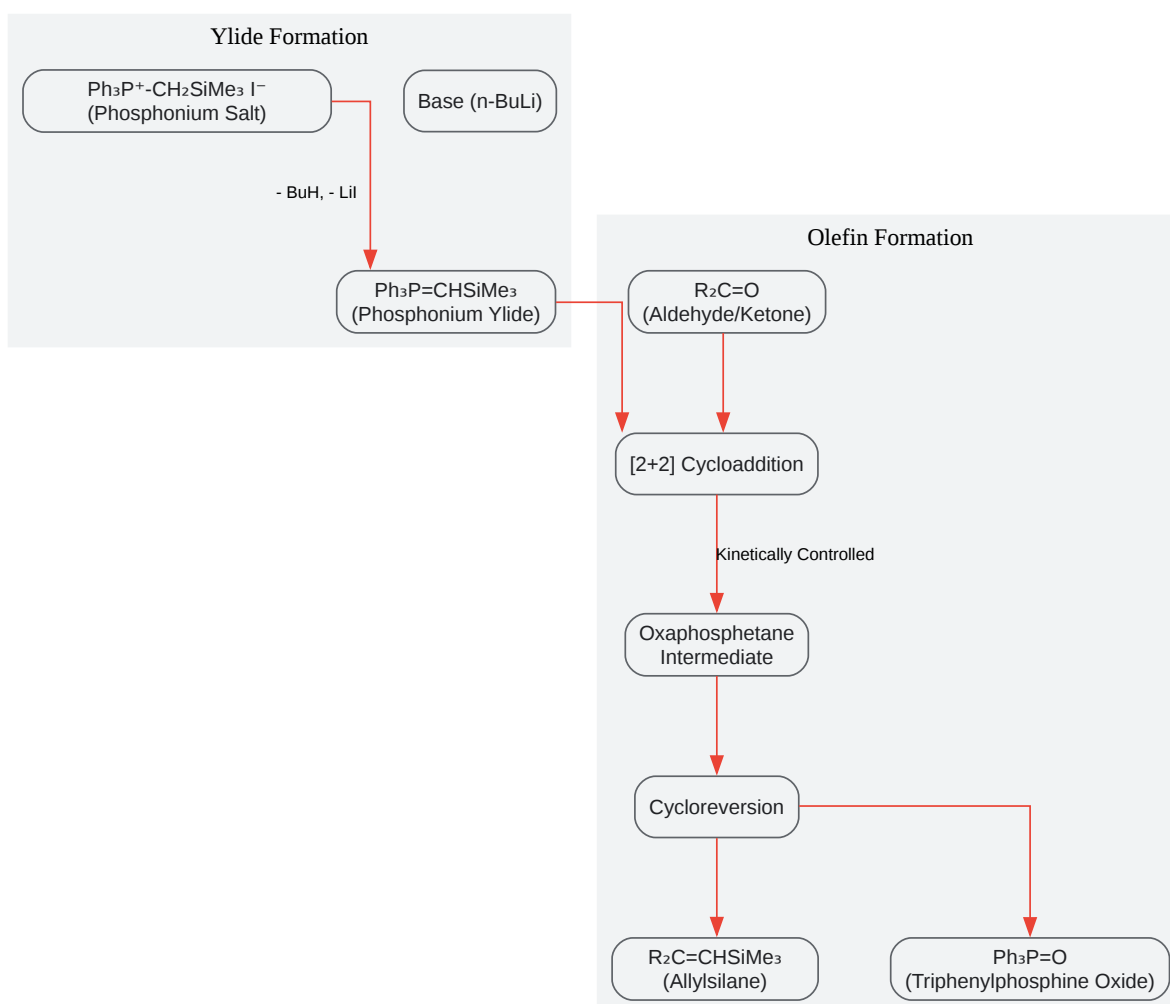 Ylide Formation
Ph₃P⁺-CH₂SiMe₃ I⁻
(Phosphonium Salt)
Base (n-BuLi)
- BuH, - LiI
Ph₃P=CHSiMe₃
(Phosphonium Ylide)
Olefin Formation
R₂C=O
(Aldehyde/Ketone)
[2+2] Cycloaddition
Kinetically Controlled
Oxaphosphetane
Intermediate
Cycloreversion
R₂C=CHSiMe₃
(Allylsilane)
Ph₃P=O
(Triphenylphosphine Oxide)